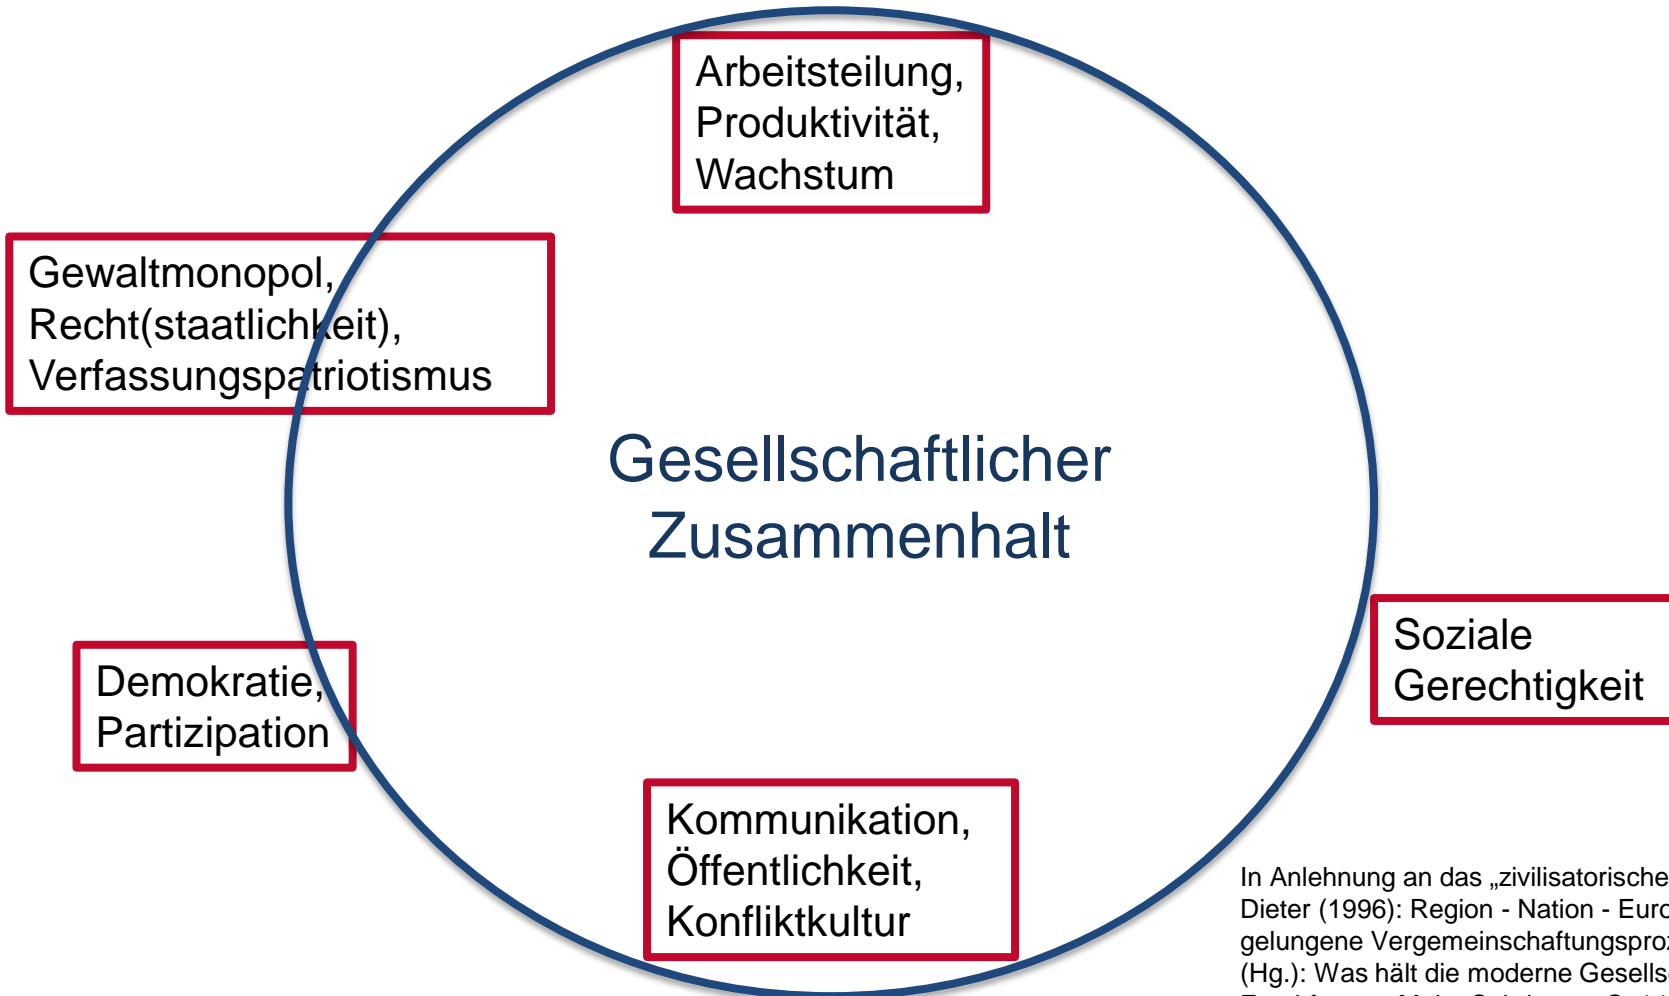 Arbeitsteilung,
Produktivität,
Wachstum
Gewaltmonopol,
Recht(staatlichkeit),
Verfassungspatriotismus
Gesellschaftlicher
Zusammenhalt
Soziale
Gerechtigkeit
Demokratie,
Partizipation
Kommunikation,
Öffentlichkeit,
Konfliktkultur
In Anlehnung an das „zivilisatorische
Dieter (1996): Region - Nation -
gelungene
(Hg.): Was hält die moderne